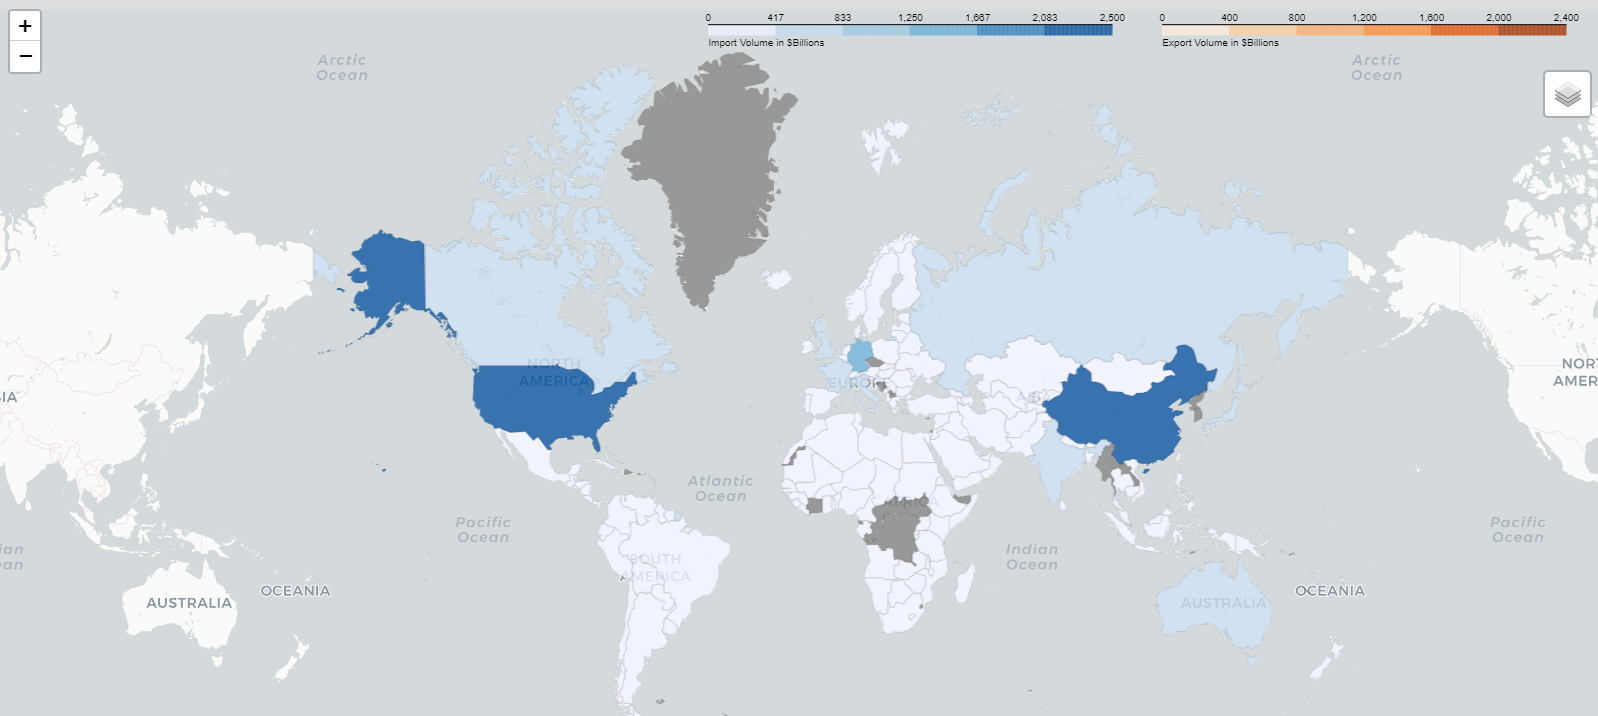 +
−
0 417 833 1,250 1,667 2,083 2,500
Import Volume in $Billions
0 400 800 1,200 1,600 2,000 2,400
Export Volume in $Billions
Arctic
Ocean
Arctic
Ocean
NORTH
AMERICA
EUROPE
NOR
AMER
IA
Atlantic
Ocean
AFRICA
Pacific
Ocean
Pacific
Ocean
ian
an
Indian
Ocean
SOUTH
AMERICA
OCEANIA
OCEANIA
AUSTRALIA
AUSTRALIA